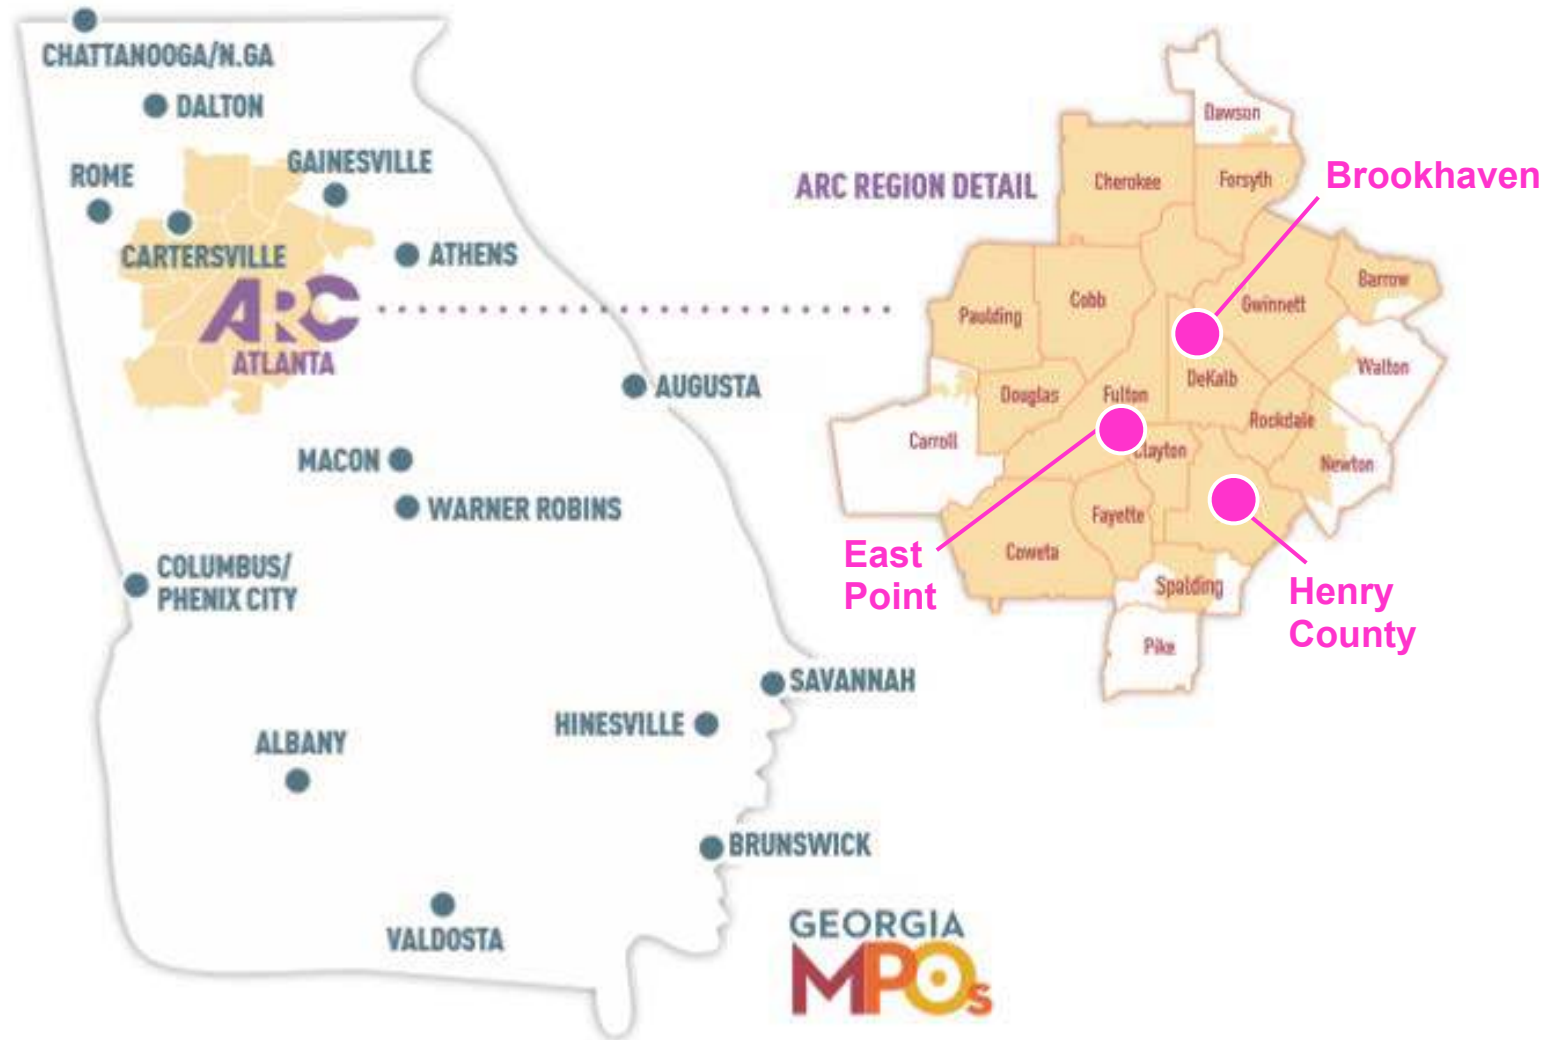 CHATTANOOGA/N.GA
DALTON
ROME
GAINESVILLE
CARTERSVILLE
ATHENS
ARC
ATLANTA
AUGUSTA
MACON
WARNER ROBINS
COLUMBUS/
PHENIX CITY
SAVANNAH
HINESVILLE
ALBANY
BRUNSWICK
VALDOSTA
ARC REGION DETAIL
Dawson
Cherokee
Forsyth
Brookhaven
Barrow
Cobb
Gwinnett
Paulding
Walton
DeKalb
Douglas
Fulton
Rockdale
Carroll
Clayton
Newton
Fayette
Coweta
East
Point
Spalding
Henry
County
Pike
GEORGIA
MPOs